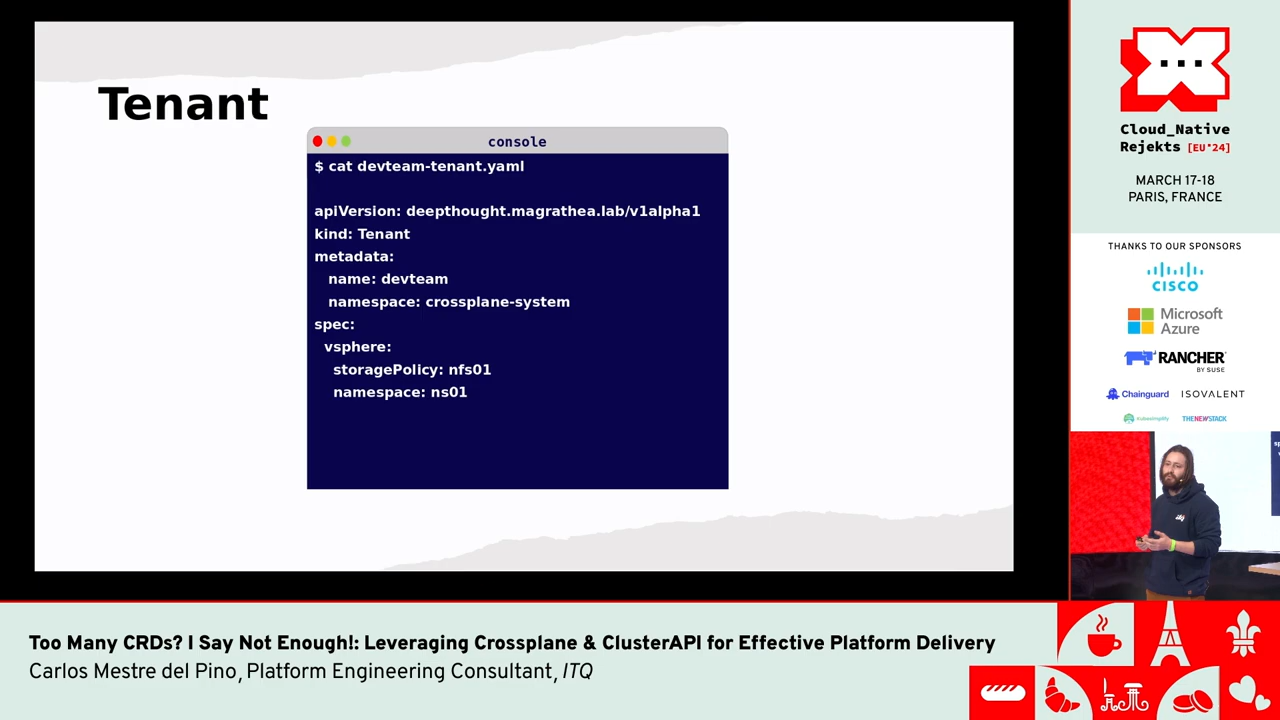 Tenant
console
$ cat devteam-tenant.yaml
apiVersion: deepthought.magrathea.lab/v1alpha1
kind: Tenant
metadata:
name: devteam
namespace: crossplane-system
spec:
vsphere:
storagePolicy: nfs01
namespace: ns01
Cloud_Native
Rejekts [EU'24]
MARCH 17-18
PARIS, FRANCE
THANKS TO OUR SPONSORS
CISCO
Microsoft
Azure
RANCHER
BY SUSE
Chainguard
ISOVALENT
Kubesimplify
THENEWSTACK
Too Many CRDs? I Say Not Enough!: Leveraging Crossplane & ClusterAPI for Effective Platform Delivery
Carlos Mestre del Pino, Platform Engineering Consultant, ITQ